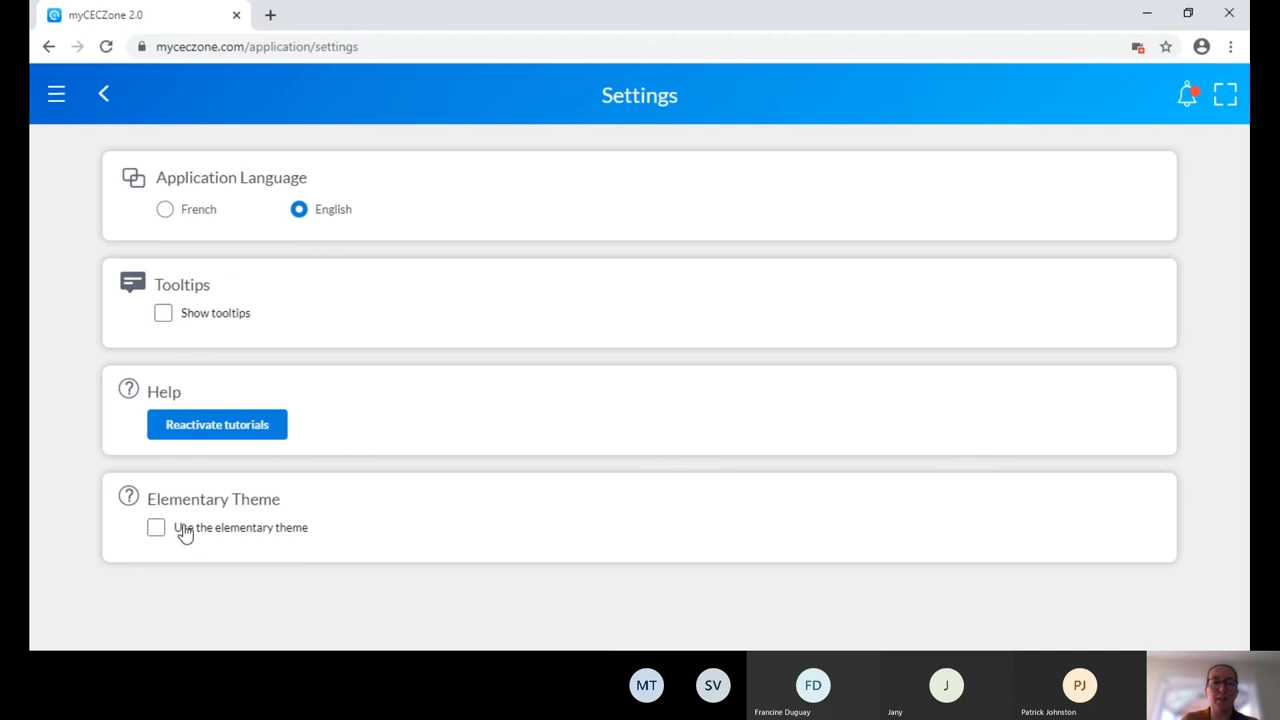 myCECZone 2.0
myceczone.com/application/settings
Settings
Application Language
French
English
Tooltips
Show tooltips
Help
Reactivate tutorials
Elementary Theme
Use the elementary theme
MT
SV
FD
J
PJ
Francine Duguay
Jany
Patrick Johnston